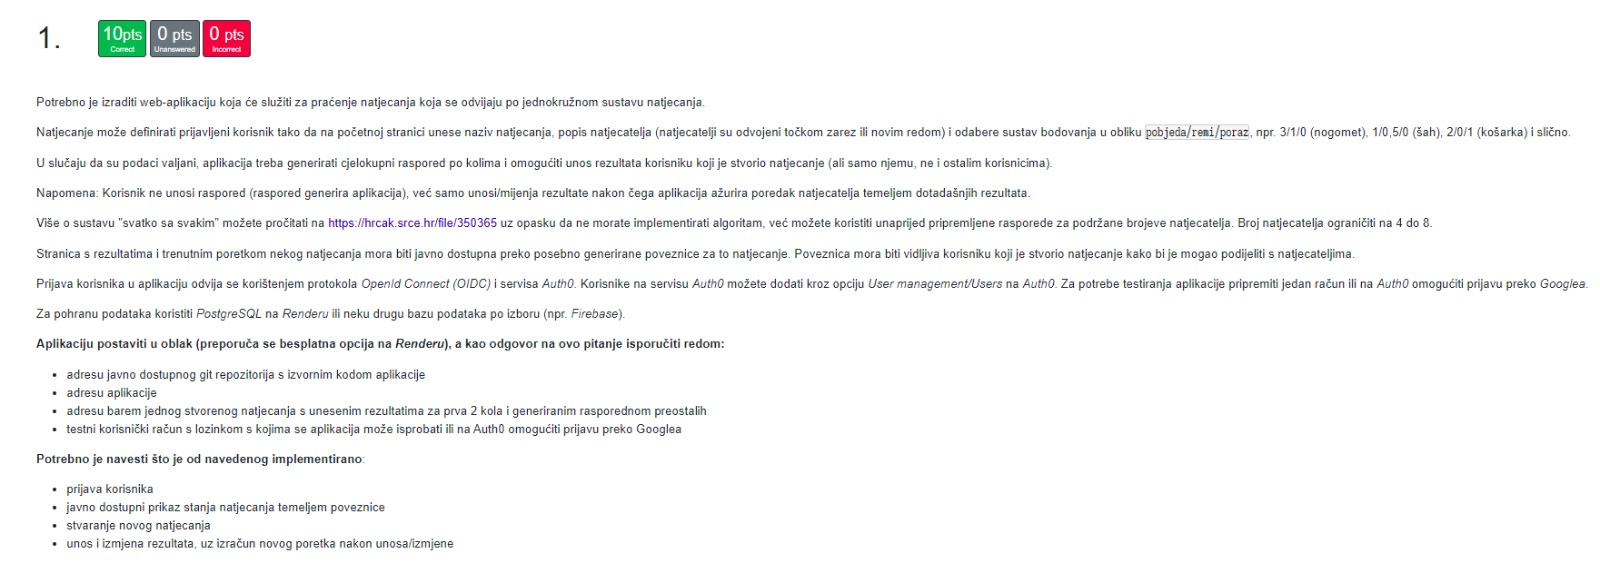 1.
10pts Correct 0 pts Unanswered 0 pts Incorrect
Potrebno je izraditi web-aplikaciju koja će služiti za praćenje natjecanja koja se odvijaju po jednokružnom sustavu natjecanja.
Natjecanje može definirati prijavljeni korisnik tako da na početnoj stranici unese naziv natjecanja, popis natjecatelja (natjecatelji su odvojeni točkom zarez ili novim redom) i odabere sustav bodovanja u obliku pobjeda/remi/poraz, npr. 3/1/0 (nogomet), 1/0,5/0 (šah), 2/0/1 (košarka) i slično.
U slučaju da su podaci valjani, aplikacija treba generirati cjelokupni raspored po kolima i omogućiti unos rezultata korisniku koji je stvorio natjecanje (ali samo njemu, ne i ostalim korisnicima).
Napomena: Korisnik ne unosi raspored (raspored generira aplikacija), već samo unosi/mijenja rezultate nakon čega aplikacija ažurira poredak natjecatelja temeljem dotadašnjih rezultata.
Više o sustavu "svatko sa svakim" možete pročitati na https://hrcak.srce.hr/file/350365 uz opasku da ne morate implementirati algoritam, već možete koristiti unaprijed pripremljene rasporede za podržane brojeve natjecatelja. Broj natjecatelja ograničiti na 4 do 8.
Stranica s rezultatima i trenutnim poretkom nekog natjecanja mora biti javno dostupna preko posebno generirane poveznice za to natjecanje. Poveznica mora biti vidljiva korisniku koji je stvorio natjecanje kako bi je mogao podijeliti s natjecateljima.
Prijava korisnika u aplikaciju odvija se korištenjem protokola OpenId Connect (OIDC) i servisa Auth0. Korisnike na servisu Auth0 možete dodati kroz opciju User management/Users na Auth0. Za potrebe testiranja aplikacije pripremiti jedan račun ili na Auth0 omogućiti prijavu preko Googlea.
Za pohranu podataka koristiti PostgreSQL na Renderu ili neku drugu bazu podataka po izboru (npr. Firebase).
Aplikaciju postaviti u oblak (preporuča se besplatna opcija na Renderu), a kao odgovor na ovo pitanje isporučiti redom:
• adresu javno dostupnog git repozitorija s izvornim kodom aplikacije
• adresu aplikacije
• adresu barem jednog stvorenog natjecanja s unesenim rezultatima za prva 2 kola i generiranim rasporednom preostalih
• testni korisnički račun s lozinkom s kojima se aplikacija može isprobati ili na Auth0 omogućiti prijavu preko Googlea
Potrebno je navesti što je od navedenog implementirano:
• prijava korisnika
• javno dostupni prikaz stanja natjecanja temeljem poveznice
• stvaranje novog natjecanja
• unos i izmjena rezultata, uz izračun novog poretka nakon unosa/izmjene